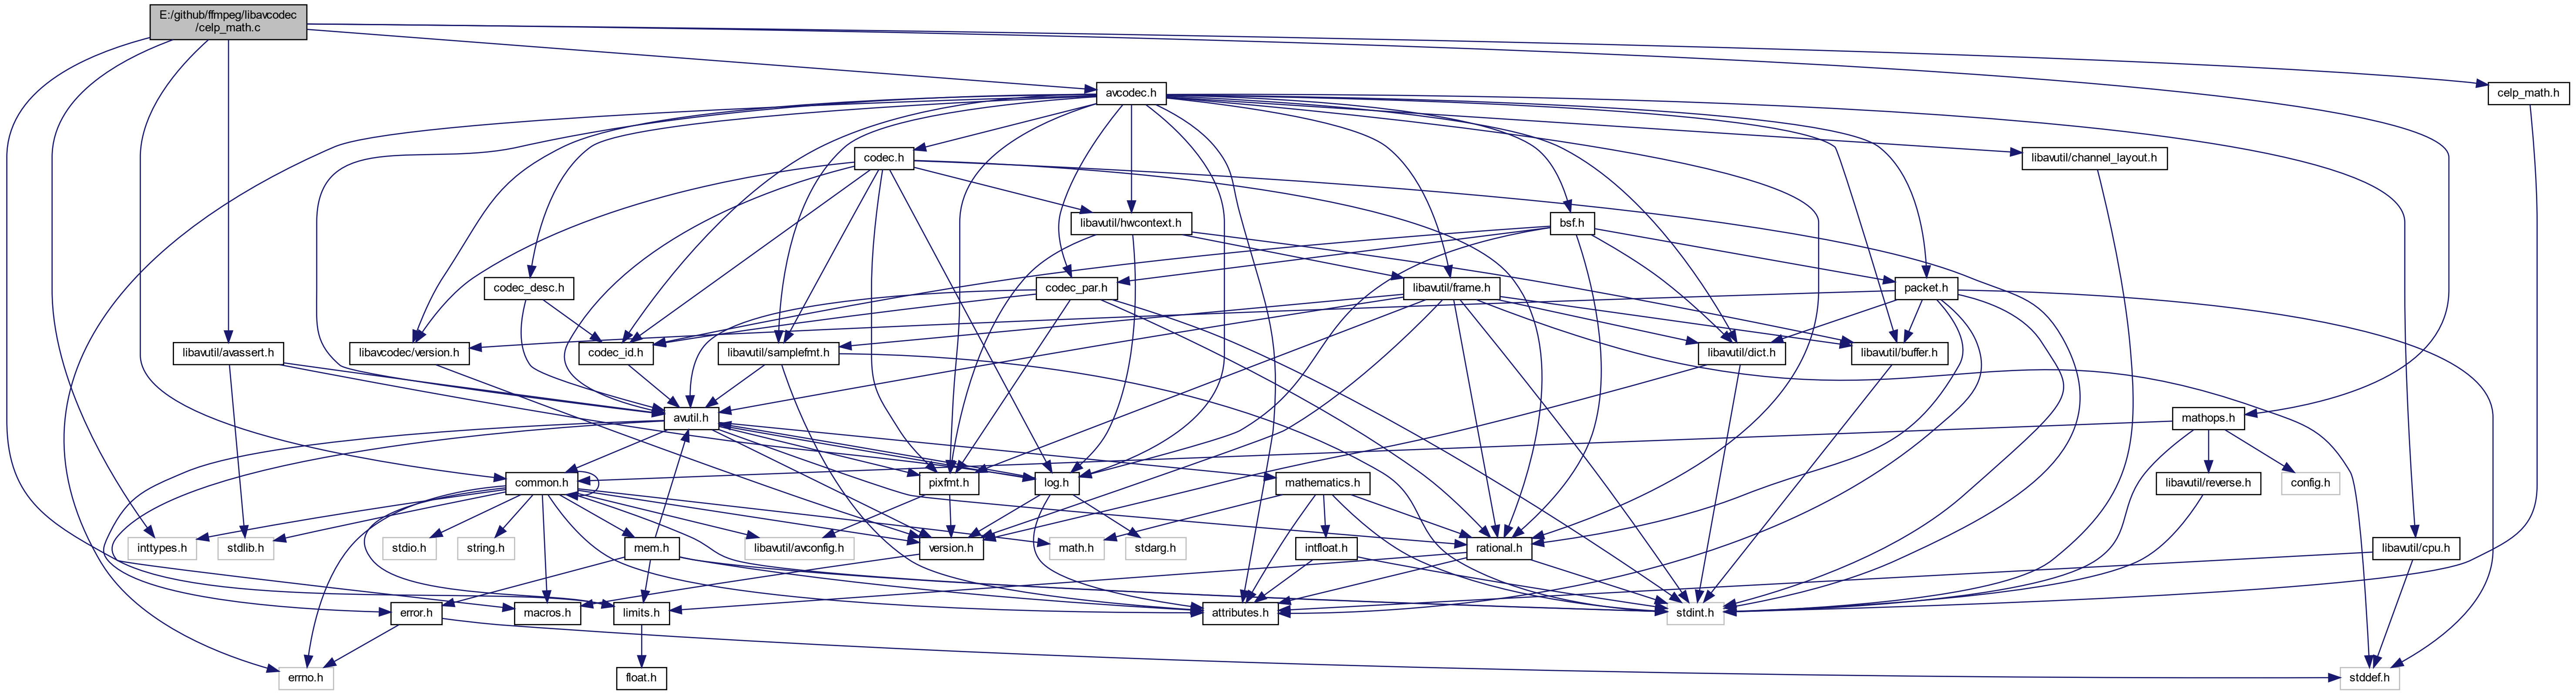 E:/github/ffmpeg/libavcodec
/celp_math.c
avcodec.h
celp_math.h
codec.h
libavutil/channel_layout.h
libavutil/hwcontext.h
bsf.h
codec_desc.h
codec_par.h
libavutil/frame.h
packet.h
libavutil/avassert.h
libavcodec/version.h
codec_id.h
libavutil/samplefmt.h
libavutil/dict.h
libavutil/buffer.h
avutil.h
mathops.h
common.h
pixfmt.h
log.h
mathematics.h
libavutil/reverse.h
config.h
inttypes.h
stdlib.h
stdio.h
string.h
mem.h
libavutil/avconfig.h
version.h
math.h
stdarg.h
intfloat.h
rational.h
libavutil/cpu.h
error.h
macros.h
limits.h
attributes.h
stdint.h
errno.h
float.h
stddef.h